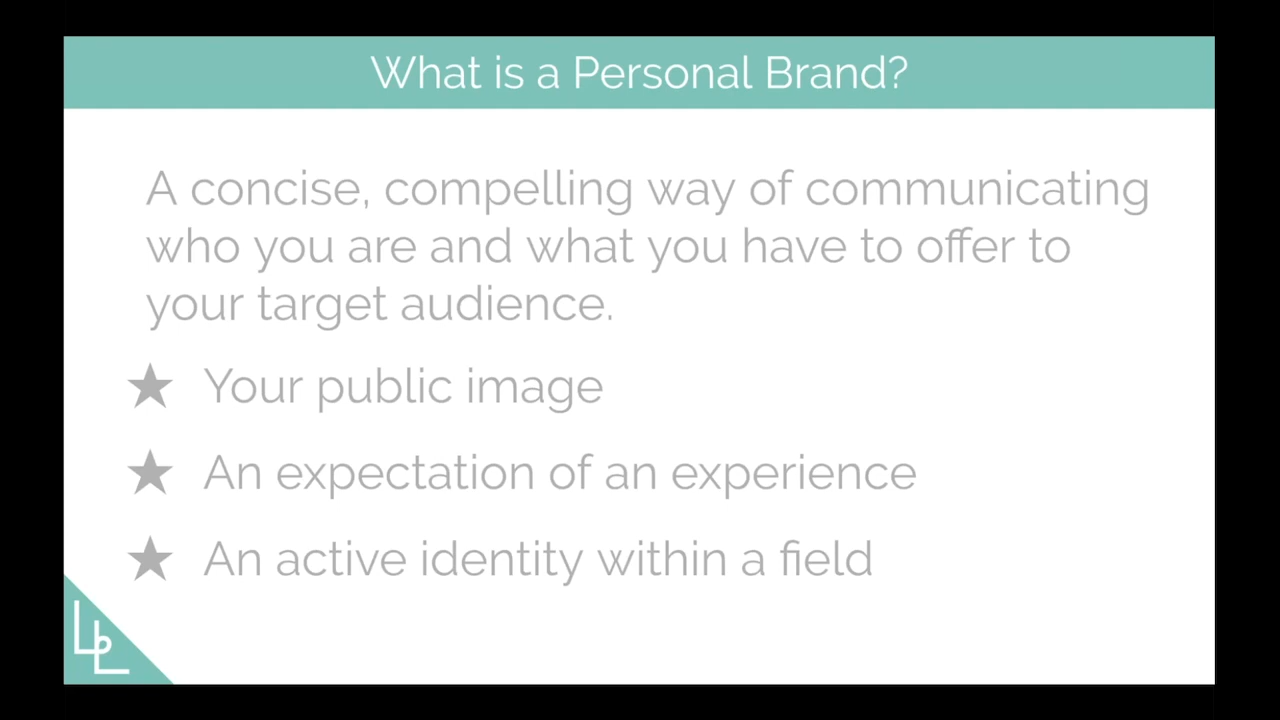 What is a Personal Brand?
A concise, compelling way of communicating
who you are and what you have to offer to
your target audience.
★ Your public image
★ An expectation of an experience
★ An active identity within a field